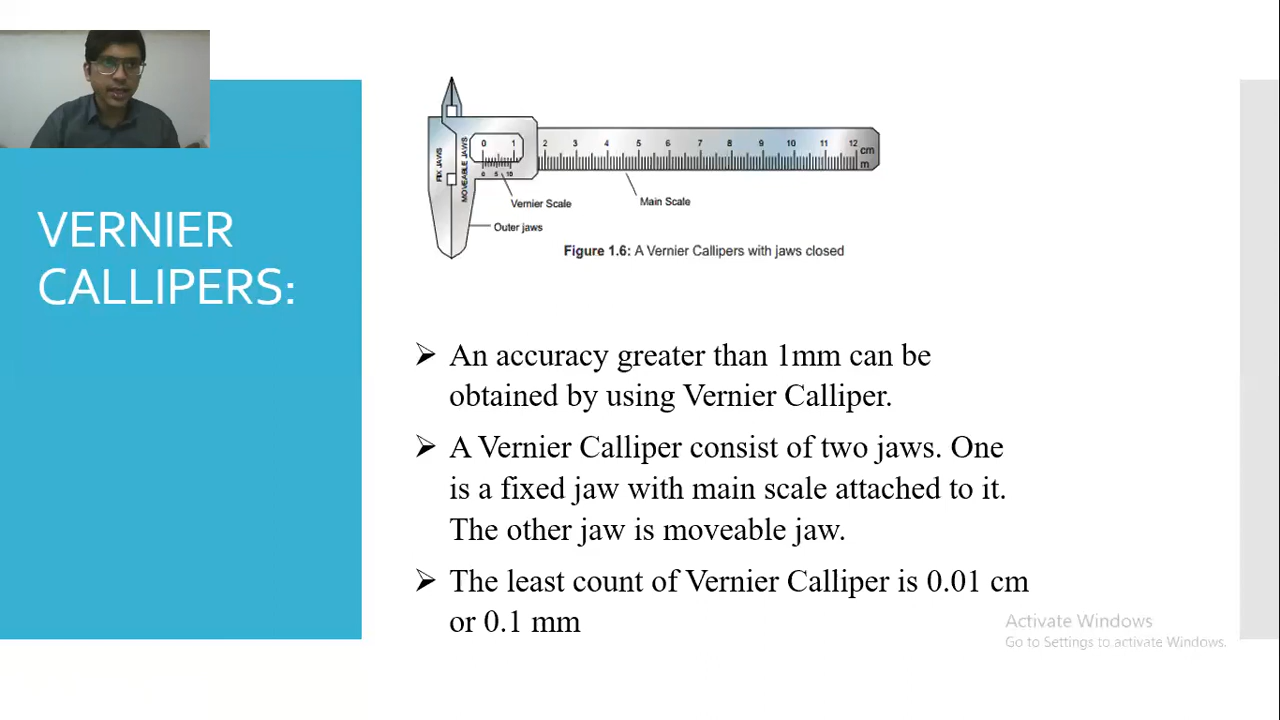 VERNIER
CALLIPERS:
FIX JAWS
MOVEABLE JAWS
0 1 2 3 4 5 6 7 8 9 10 11 12 cm
m
0 5 10
Vernier Scale
Main Scale
Outer jaws
Figure 1.6: A Vernier Callipers with jaws closed
An accuracy greater than 1mm can be
obtained by using Vernier Calliper.
A Vernier Calliper consist of two jaws. One
is a fixed jaw with main scale attached to it.
The other jaw is moveable jaw.
The least count of Vernier Calliper is 0.01 cm
or 0.1 mm
Activate Windows
Go to Settings to activate Windows.